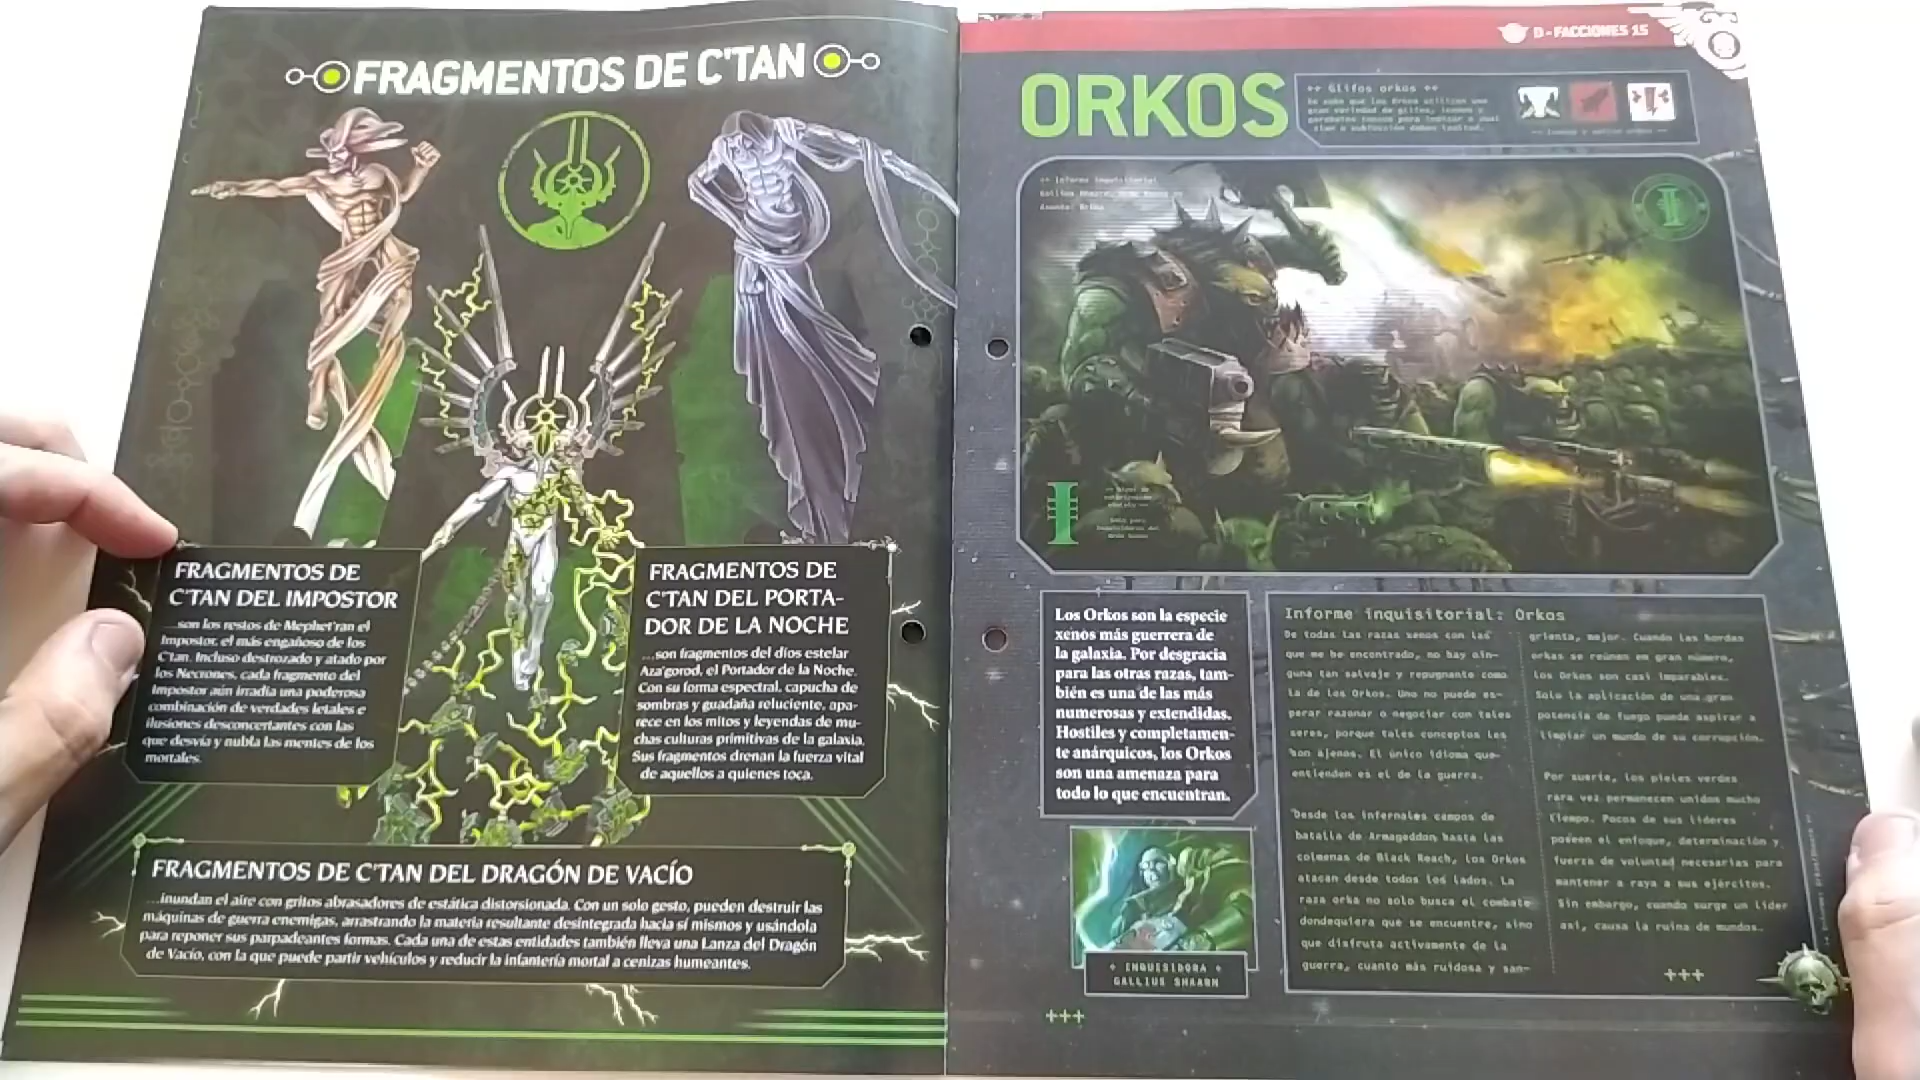 FRAGMENTOS DE C'TAN
FRAGMENTOS DE
C'TAN DEL IMPOSTOR
...son los restos de Mephet'ran el
Impostor, el más engañoso de los
C'tan. Incluso destrozado y atado por
los Necrones, cada fragmento del
Impostor aún irradia una poderosa
combinación de verdades letales e
ilusiones desconcertantes con las
que desvía y nubla las mentes de los
mortales.
FRAGMENTOS DE
C'TAN DEL PORTA-
DOR DE LA NOCHE
...son fragmentos del dios estelar
Aza'gorod, el Portador de la Noche.
Con su forma espectral, capucha de
sombras y guadaña reluciente, apa-
rece en los mitos y leyendas de mu-
chas culturas primitivas de la galaxia.
Sus fragmentos drenan la fuerza vital
de aquellos a quienes toca.
FRAGMENTOS DE C'TAN DEL DRAGÓN DE VACÍO
...inundan el aire con gritos abrasadores de estática distorsionada. Con un solo gesto, pueden destruir las
máquinas de guerra enemigas, arrastrando la materia resultante desintegrada hacia sí mismos y usándola
para reponer sus parpadeantes formas. Cada una de estas entidades también lleva una Lanza del Dragón
de Vacío, con la que puede partir vehículos y reducir la infantería mortal a cenizas humeantes.
D - FACCIONES 15
ORKOS
++ Glifos orkos ++
Se sabe que los Orkos utilizan una
gran variedad de glifos, iconos y
++ Informe Inquisitorial
Asunto: Orkos
Los Orkos son la especie
xenos más guerrera de
la galaxia. Por desgracia
para las otras razas, tam-
bién es una de las más
numerosas y extendidas.
Hostiles y completamen-
te anárquicos, los Orkos
son una amenaza para
todo lo que encuentran.
+ INQUISIDORA +
GALLIUS SHAARN
+++
Informe inquisitorial: Orkos
De todas las razas xenos con las
que me he encontrado, no hay nin-
guna tan salvaje y repugnante como
la de los Orkos. Uno no puede es-
perar razonar o negociar con tales
seres, porque tales conceptos les
son ajenos. El único idioma que
entienden es el de la guerra.
Desde los infernales campos de
batalla de Armageddon hasta las
colmenas de Black Reach, los Orkos
atacan desde todos los lados. La
raza orka no solo busca el combate
dondequiera que se encuentre, sino
que disfruta activamente de la
guerra, cuanto más ruidosa y san-
grienta, mejor. Cuando las hordas
orkas se reúnen en gran número,
los Orkos son casi imparables.
Solo la aplicación de una gran
potencia de fuego puede aspirar a
limpiar un mundo de su corrupción.
Por suerte, los pieles verdes
rara vez permanecen unidos mucho
tiempo. Pocos de sus líderes
poseen el enfoque, determinación y
fuerza de voluntad necesarias para
mantener a raya a sus ejércitos.
Sin embargo, cuando surge un líder
así, causa la ruina de mundos.
+++